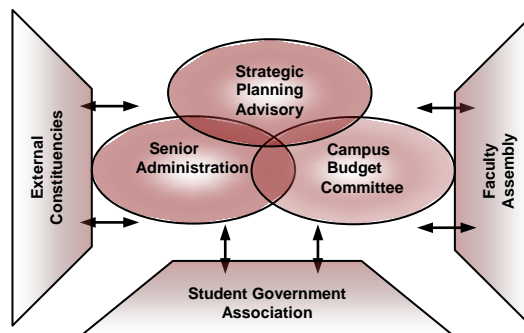 Strategic
Planning
Advisory
Senior
Administration
Campus
Budget
Committee
External
Constituencies
Faculty
Assembly
Student Government
Association